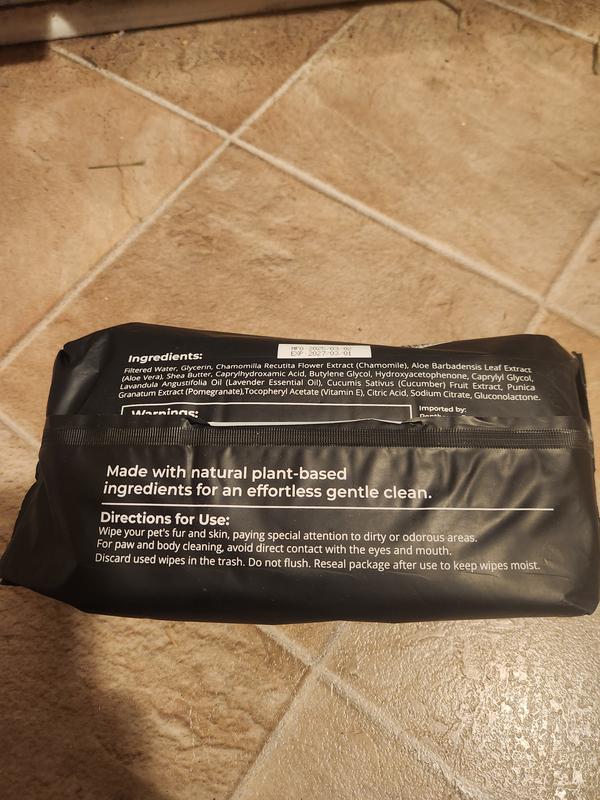 MFG 2025/03/02
EXP:2027/03/01
Ingredients:
Filtered Water, Glycerin, Chamomilla Recutita Flower Extract (Chamomile), Aloe Barbadensis Leaf Extract
(Aloe Vera), Shea Butter, Caprylhydroxamic Acid, Butylene Glycol, Hydroxyacetophenone, Caprylyl Glycol,
Lavandula Angustifolia Oil (Lavender Essential Oil), Cucumis Sativus (Cucumber) Fruit Extract, Punica
Granatum Extract (Pomegranate),Tocopheryl Acetate (Vitamin E), Citric Acid, Sodium Citrate, Gluconolactone.
Warnings:
Imported by:
Made with natural plant-based
ingredients for an effortless gentle clean.
Directions for Use:
Wipe your pet's fur and skin, paying special attention to dirty or odorous areas.
For paw and body cleaning, avoid direct contact with the eyes and mouth.
Discard used wipes in the trash. Do not flush. Reseal package after use to keep wipes moist.